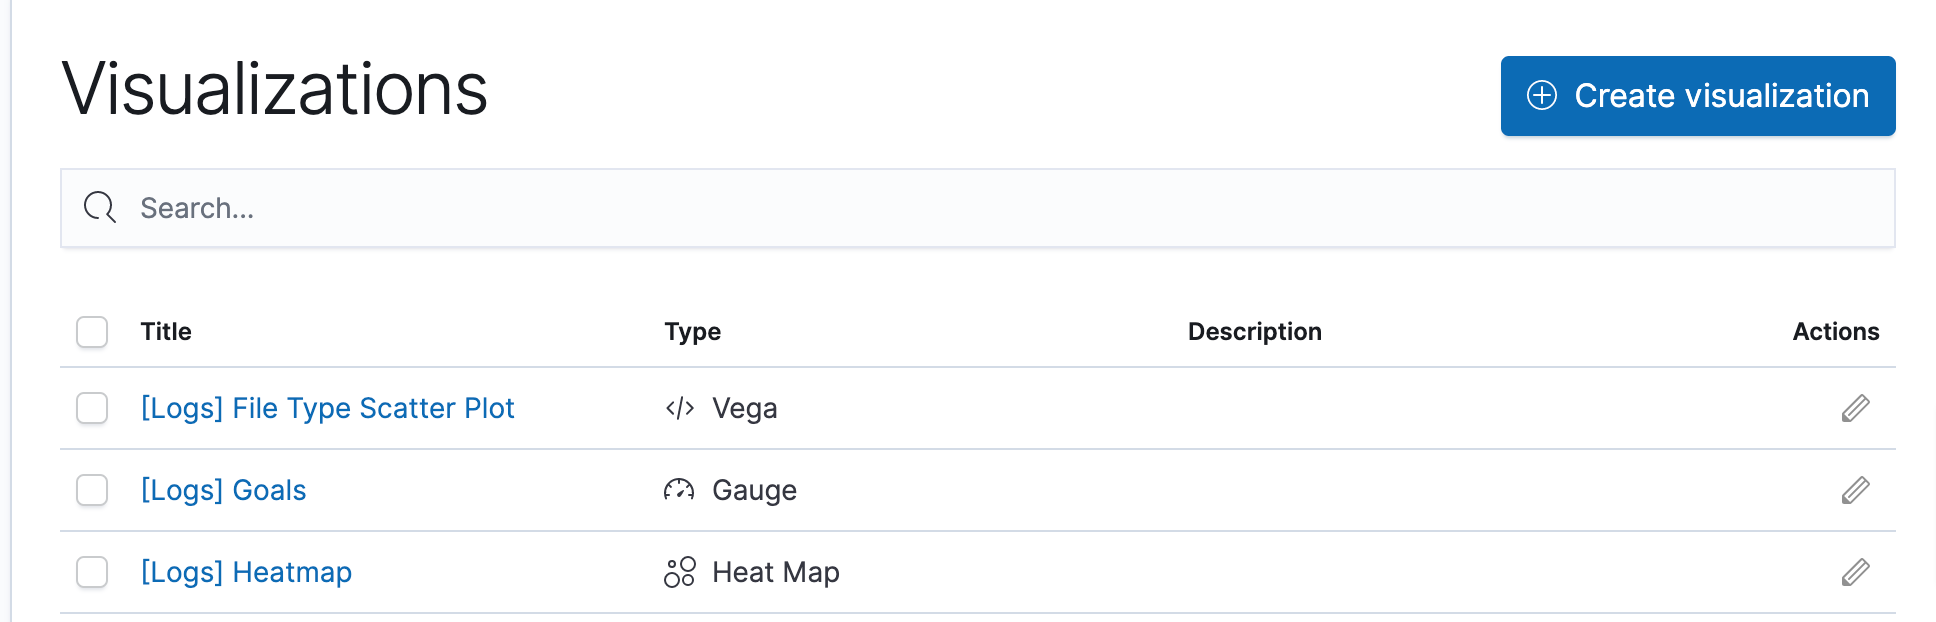 Visualizations
Create visualization
Search...
Title Type Description Actions
[Logs] File Type Scatter Plot Vega
[Logs] Goals Gauge
[Logs] Heatmap Heat Map